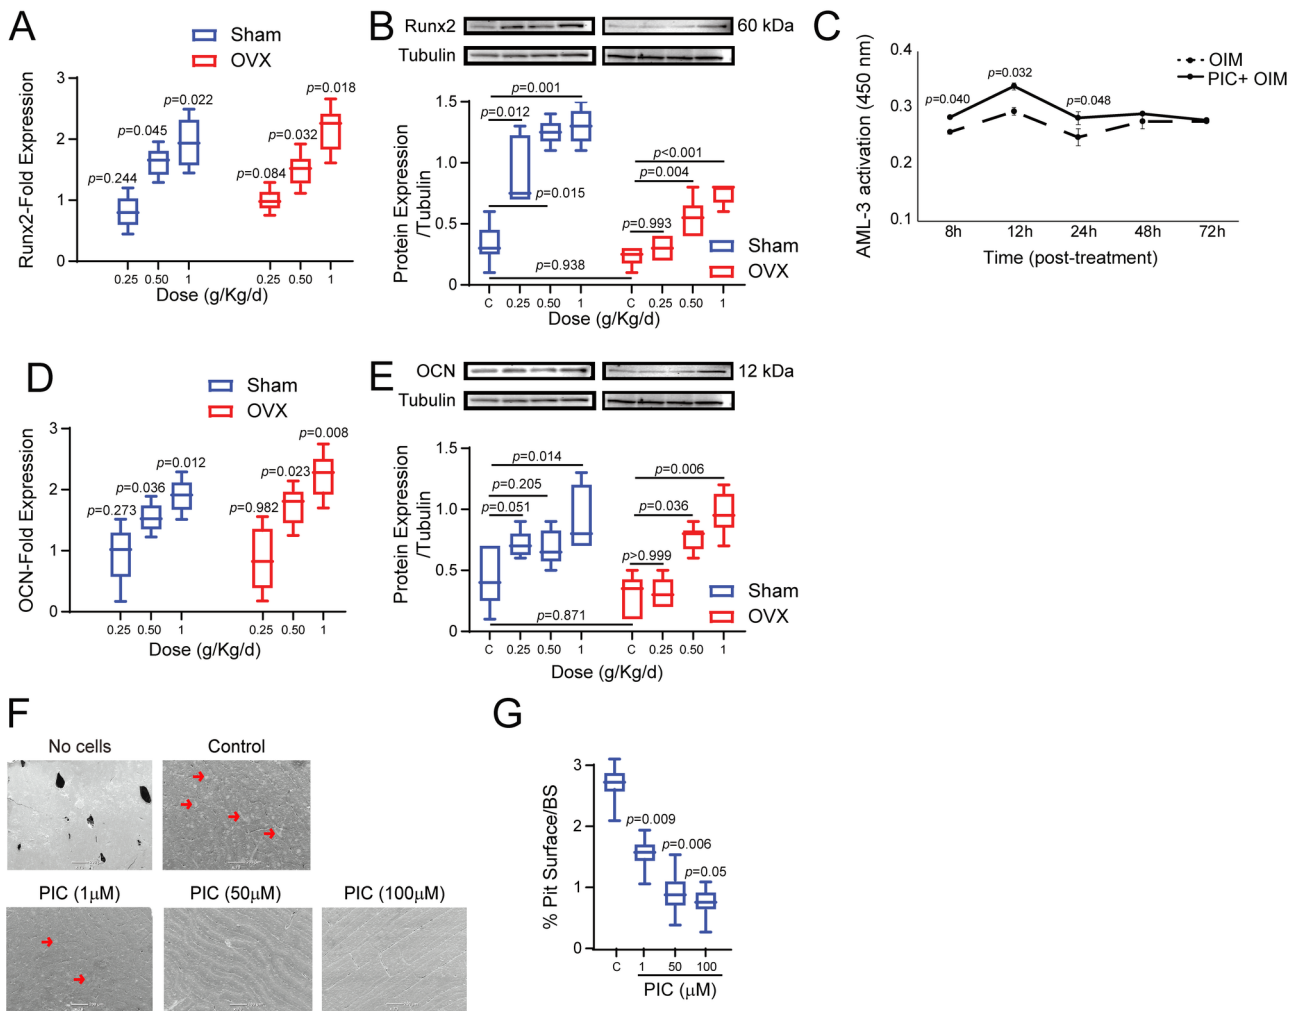 A
Sham
OVX
Runx2-Fold Expression
3
2
1
0
p=0.244
p=0.045
p=0.022
p=0.084
p=0.032
p=0.018
0.25 0.50 1 0.25 0.50 1
Dose (g/Kg/d)
B
Runx2
60 kDa
Tubulin
Protein Expression
/Tubulin
1.5
1.0
0.5
0
p=0.001
p=0.012
p=0.015
p<0.001
p=0.004
p=0.993
p=0.938
Sham
OVX
C 0.25 0.50 1 C 0.25 0.50 1
Dose (g/Kg/d)
C
AML-3 activation (450 nm)
0.4
0.3
0.2
0.1
OIM
PIC+ OIM
p=0.040
p=0.032
p=0.048
8h 12h 24h 48h 72h
Time (post-treatment)
D
Sham
OVX
OCN-Fold Expression
3
2
1
0
p=0.273
p=0.036
p=0.012
p=0.982
p=0.023
p=0.008
0.25 0.50 1 0.25 0.50 1
Dose (g/Kg/d)
E
OCN
12 kDa
Tubulin
Protein Expression
/Tubulin
1.5
1.0
0.5
0
p=0.014
p=0.205
p=0.051
p=0.006
p=0.036
p>0.999
p=0.871
Sham
OVX
C 0.25 0.50 1 C 0.25 0.50 1
Dose (g/Kg/d)
F
No cells
Control
PIC (1μM)
PIC (50μM)
PIC (100μM)
G
% Pit Surface/BS
3
2
1
0
p=0.009
p=0.006
p=0.05
C 1 50 100
PIC (μM)